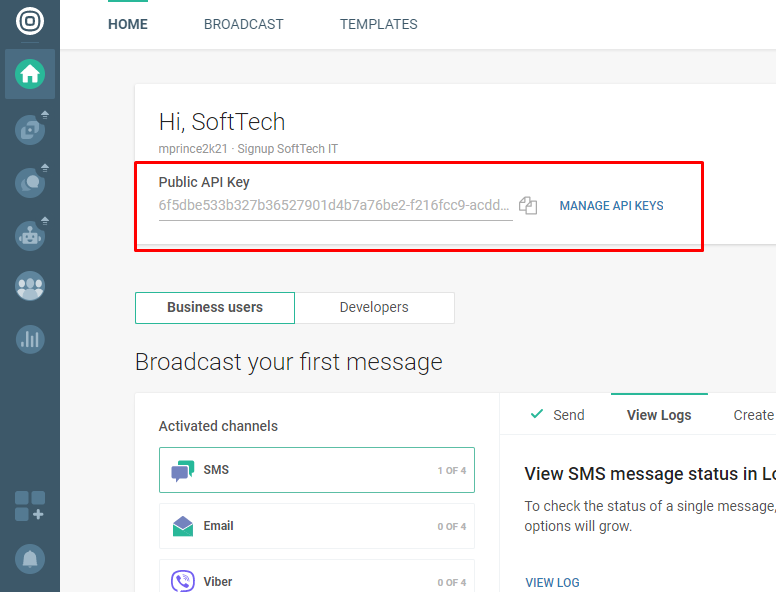 HOME BROADCAST TEMPLATES
Hi, SoftTech
mprince2k21 · Signup SoftTech IT
Public API Key
6f5dbe533b327b36527901d4b7a76be2-f216fcc9-acdd... MANAGE API KEYS
Business users Developers
Broadcast your first message
Activated channels
SMS 1 OF 4
Email 0 OF 4
Viber 0 OF 4
Send View Logs Create
View SMS message status in Lo
To check the status of a single message,
options will grow.
VIEW LOG